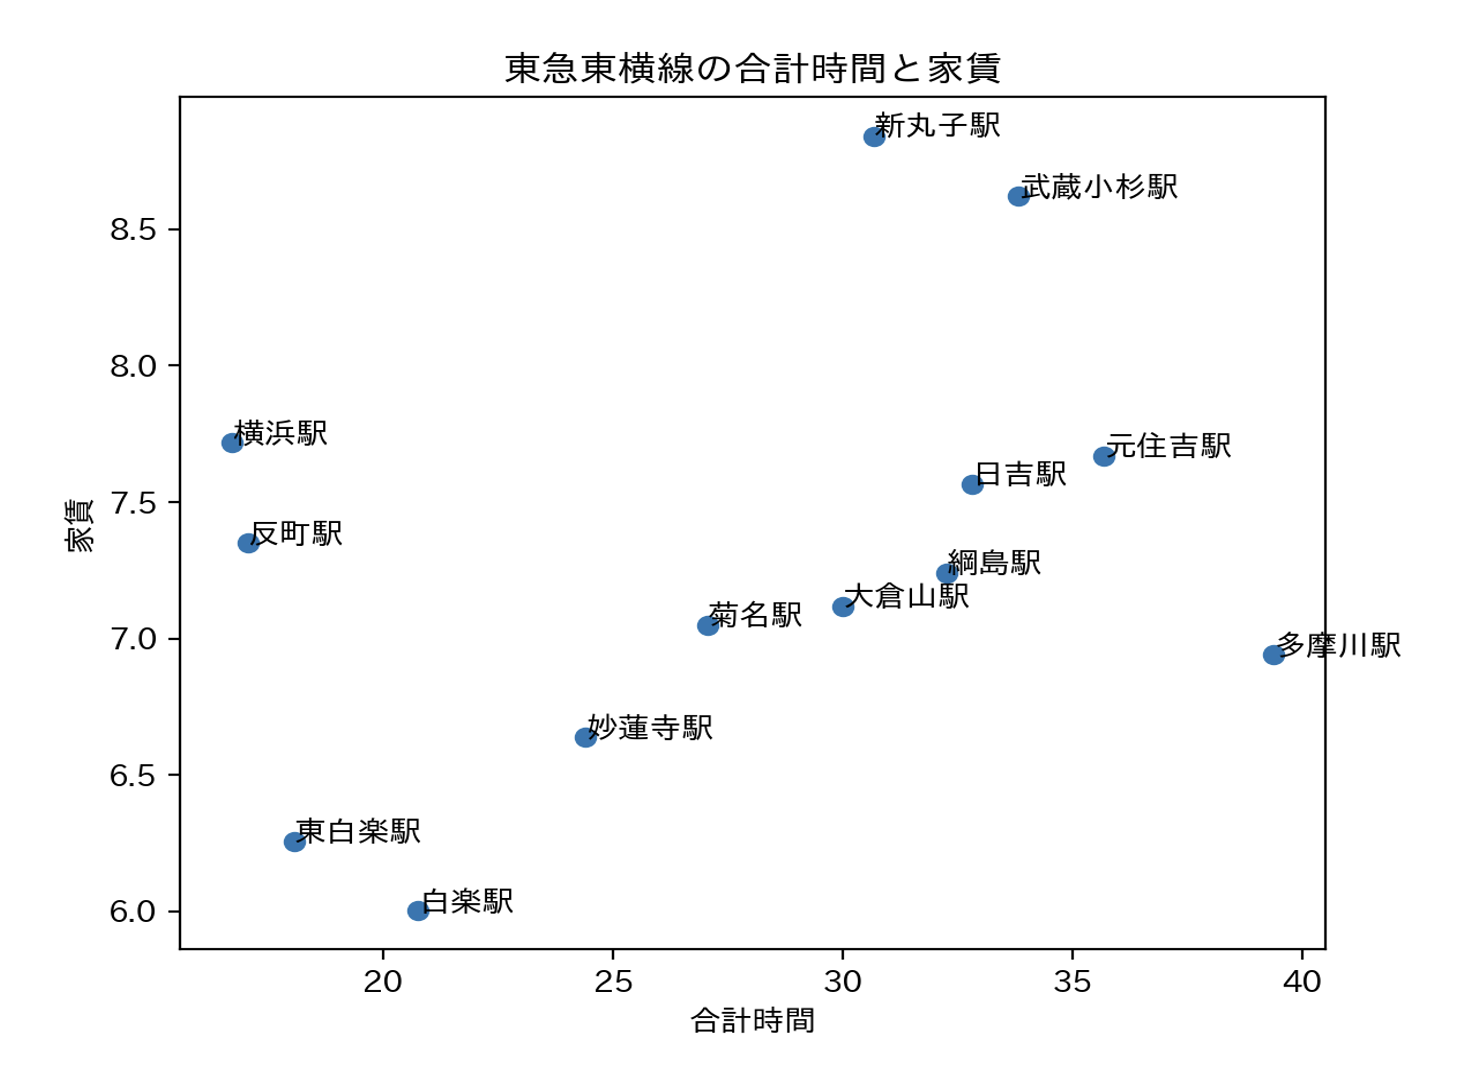 東急東横線の合計時間と家賃
新丸子駅
武蔵小杉駅
8.5
8.0
横浜駅
元住吉駅
日吉駅
7.5
家賃
反町駅
綱島駅
大倉山駅
菊名駅
7.0
多摩川駅
妙蓮寺駅
6.5
東白楽駅
白楽駅
6.0
20 25 30 35 40
合計時間